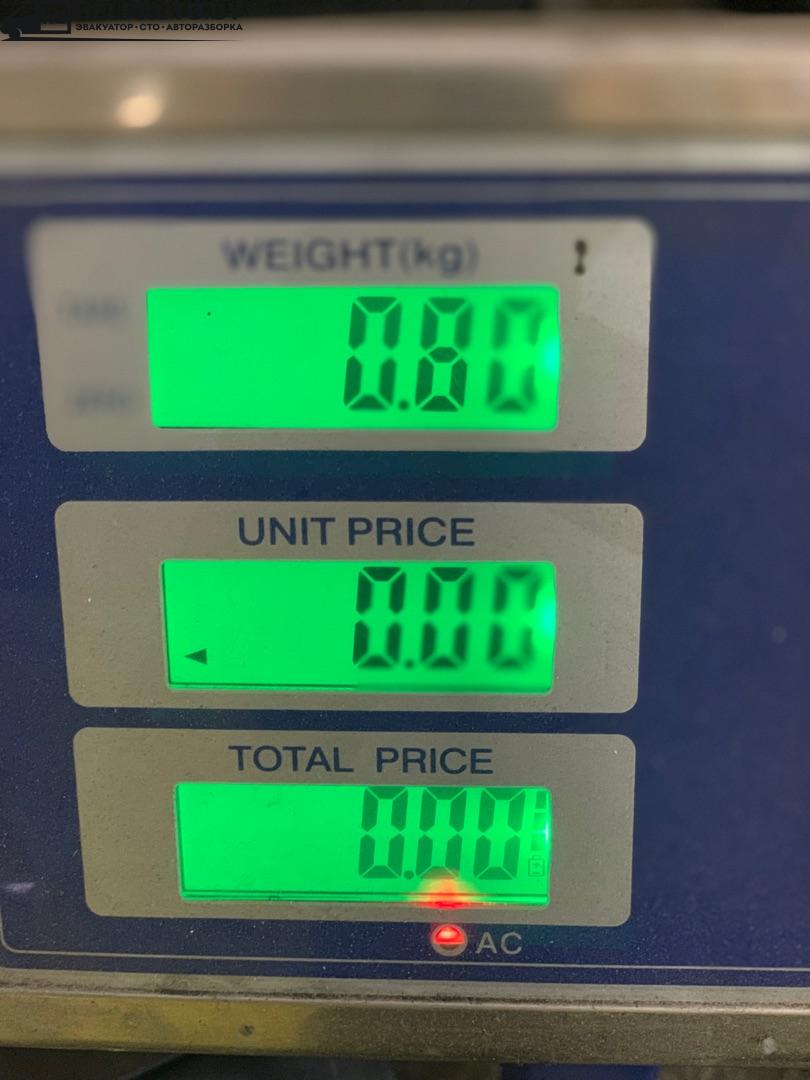 ЭВАКУАТОР • СТО • АВТОРАЗБОРКА
WEIGHT(kg)
0.80
UNIT PRICE
0.00
TOTAL PRICE
0.00
AC